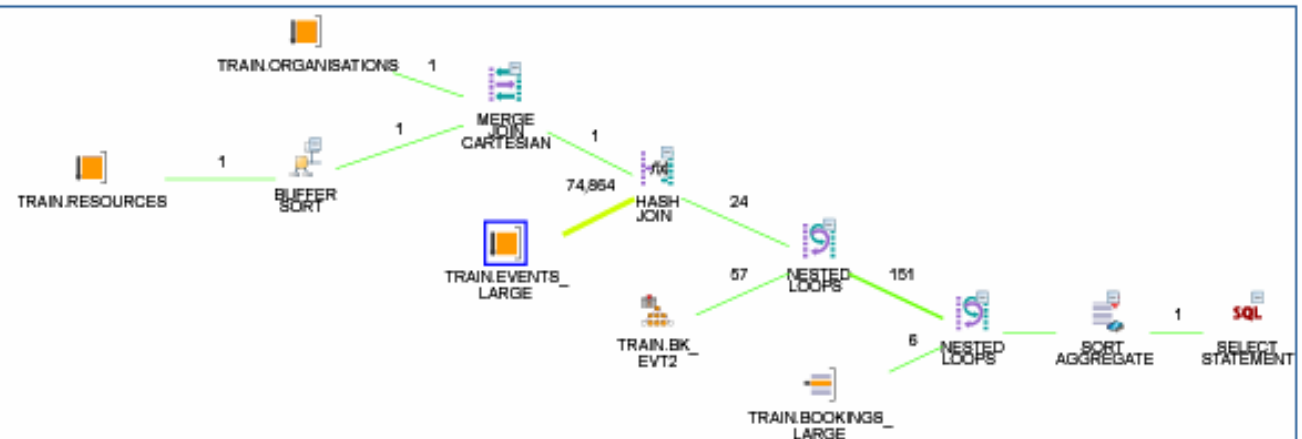 TRAIN.ORGANISATIONS
1
MERGE
JOIN
CARTESIAN
1
1
1
TRAIN.RESOURCES
BUFFER
SORT
74,864
f(x)
HASH
JOIN
24
TRAIN.EVENTS_
LARGE
57
NESTED
LOOPS
151
TRAIN.BK_
EVT2
6
NESTED
LOOPS
SORT
AGGREGATE
1
SQL
SELECT
STATEMENT
TRAIN.BOOKINGS_
LARGE